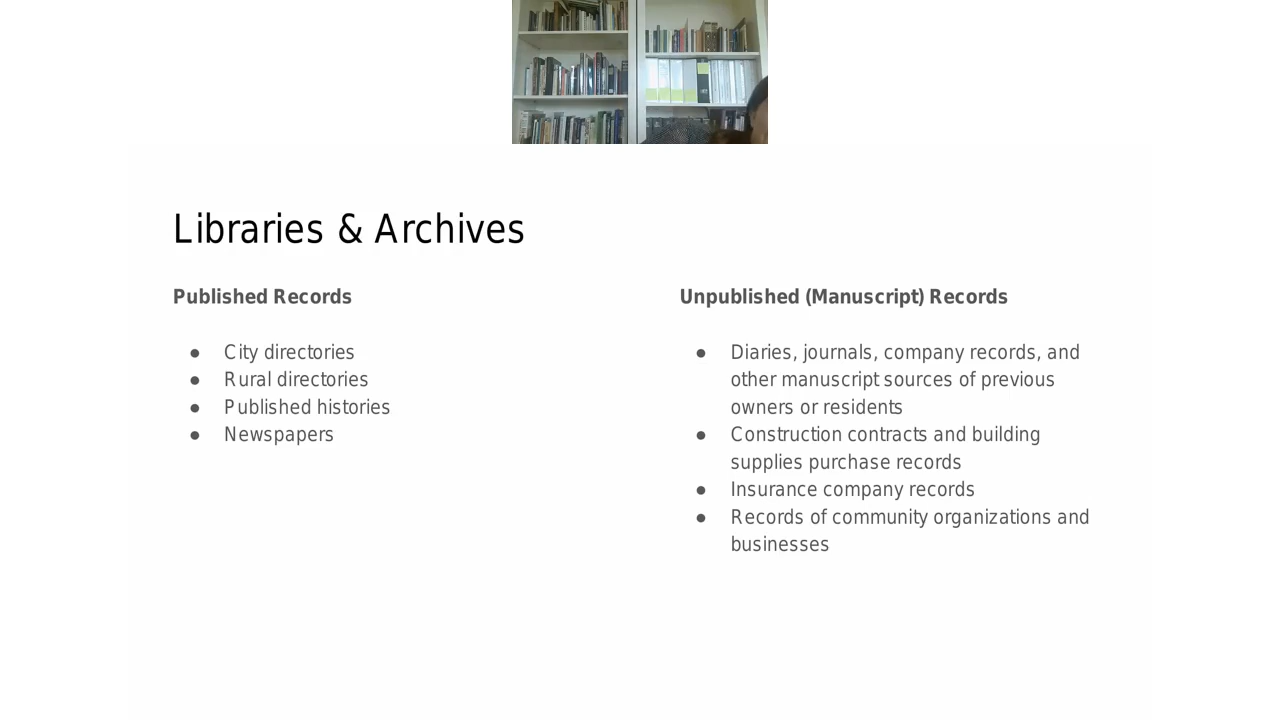 Libraries & Archives
Published Records
● City directories
● Rural directories
● Published histories
● Newspapers
Unpublished (Manuscript) Records
● Diaries, journals, company records, and
other manuscript sources of previous
owners or residents
● Construction contracts and building
supplies purchase records
● Insurance company records
● Records of community organizations and
businesses